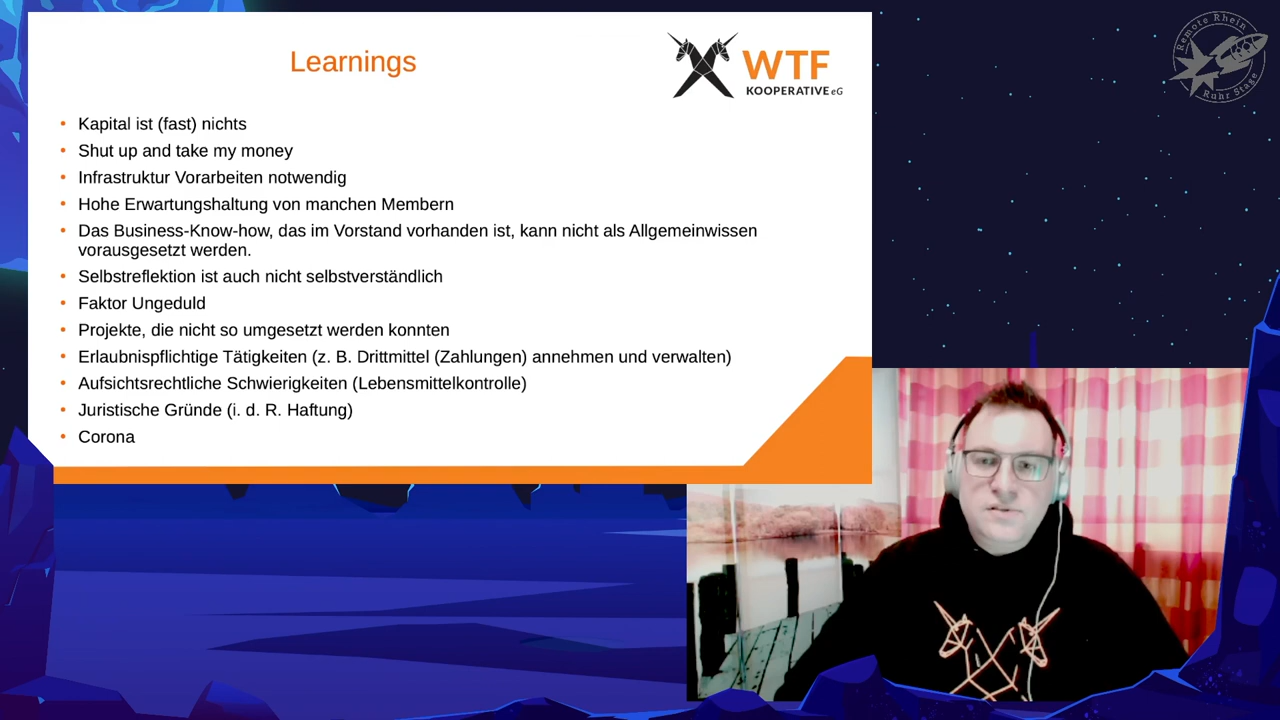 Learnings
WTF
KOOPERATIVE eG
Remote Rhein
Ruhr Stage
• Kapital ist (fast) nichts
• Shut up and take my money
• Infrastruktur Vorarbeiten notwendig
• Hohe Erwartungshaltung von manchen Membern
• Das Business-Know-how, das im Vorstand vorhanden ist, kann nicht als Allgemeinwissen
vorausgesetzt werden.
• Selbstreflektion ist auch nicht selbstverständlich
• Faktor Ungeduld
• Projekte, die nicht so umgesetzt werden konnten
• Erlaubnispflichtige Tätigkeiten (z. B. Drittmittel (Zahlungen) annehmen und verwalten)
• Aufsichtsrechtliche Schwierigkeiten (Lebensmittelkontrolle)
• Juristische Gründe (i. d. R. Haftung)
• Corona